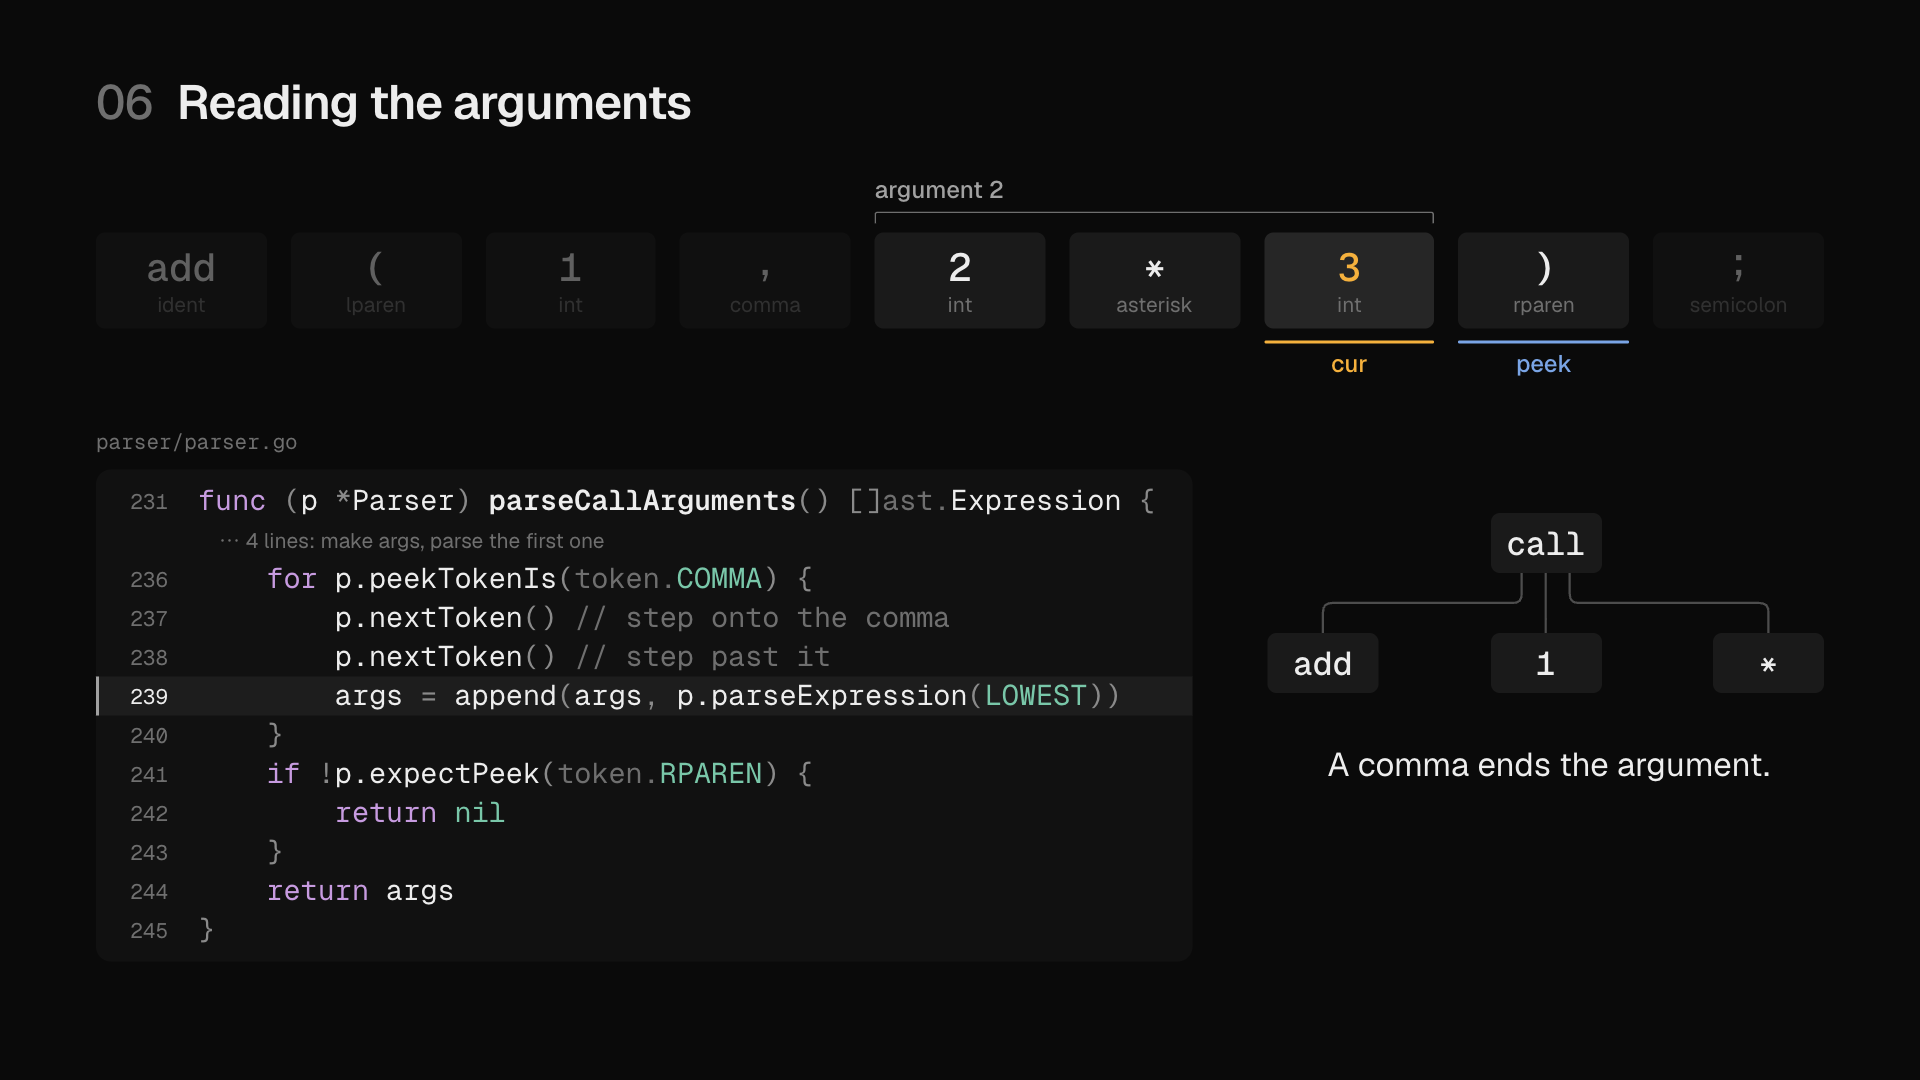 06 Reading the arguments
argument 2
add ( 1 , 2 * 3 ) ;
ident lparen int comma int asterisk int rparen semicolon
cur peek
parser/parser.go
231 func (p *Parser) parseCallArguments() []ast.Expression {
··· 4 lines: make args, parse the first one
236 for p.peekTokenIs(token.COMMA) {
237 p.nextToken() // step onto the comma
238 p.nextToken() // step past it
239 args = append(args, p.parseExpression(LOWEST))
240 }
241 if !p.expectPeek(token.RPAREN) {
242 return nil
243 }
244 return args
245 }
call
add 1 *
A comma ends the argument.